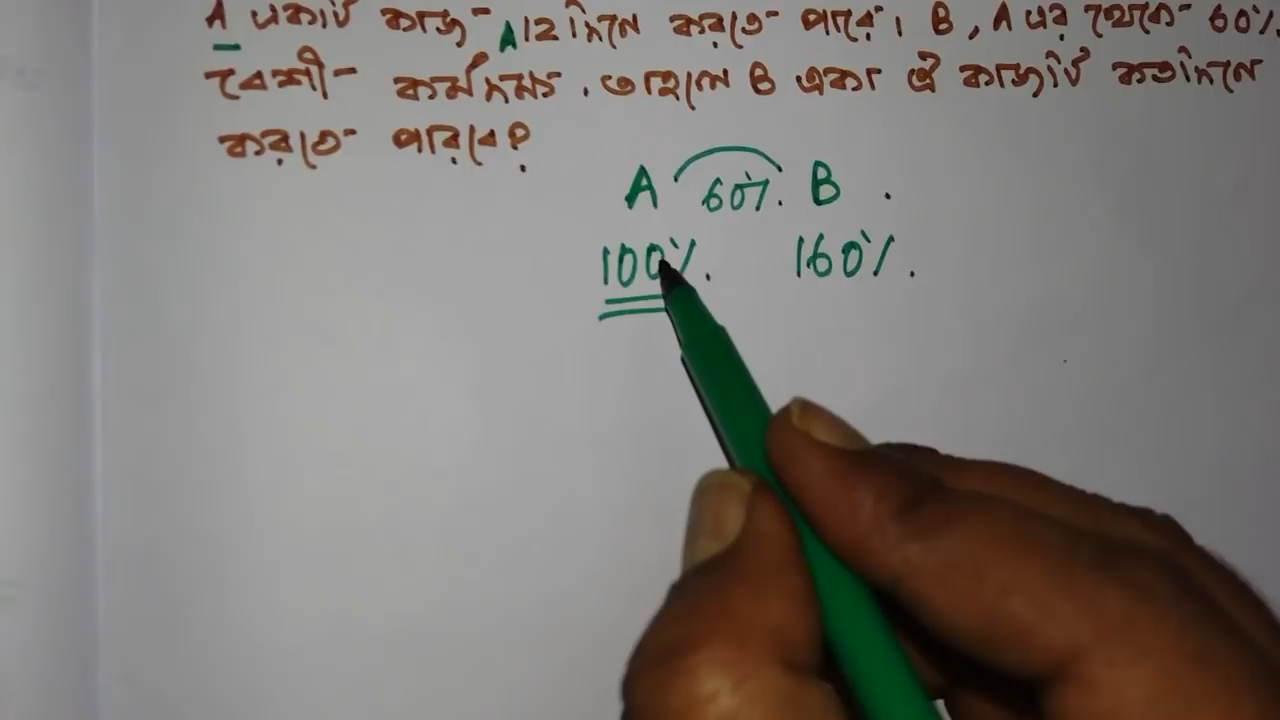 A একটি কাজ A 12 দিনে করতে পারে। B, A এর থেকে 60%
বেশী কর্মদক্ষ. তাহলে B একা ঐ কাজটি কতদিনে
করতে পারবে?
A 60%. B .
100%. 160%.